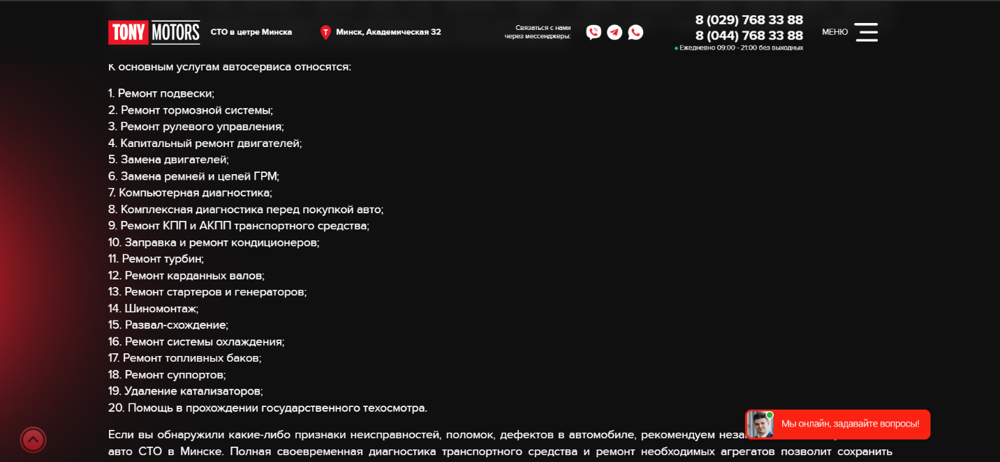 TONY MOTORS
СТО в цетре Минска
Минск, Академическая 32
Связаться с нами
через мессенджеры:
8 (029) 768 33 88
8 (044) 768 33 88
Ежедневно 09:00 - 21:00 без выходных
МЕНЮ
К основным услугам автосервиса относятся:
1. Ремонт подвески;
2. Ремонт тормозной системы;
3. Ремонт рулевого управления;
4. Капитальный ремонт двигателей;
5. Замена двигателей;
6. Замена ремней и цепей ГРМ;
7. Компьютерная диагностика;
8. Комплексная диагностика перед покупкой авто;
9. Ремонт КПП и АКПП транспортного средства;
10. Заправка и ремонт кондиционеров;
11. Ремонт турбин;
12. Ремонт карданных валов;
13. Ремонт стартеров и генераторов;
14. Шиномонтаж;
15. Развал-схождение;
16. Ремонт системы охлаждения;
17. Ремонт топливных баков;
18. Ремонт суппортов;
19. Удаление катализаторов;
20. Помощь в прохождении государственного техосмотра.
Мы онлайн, задавайте вопросы!
Если вы обнаружили какие-либо признаки неисправностей, поломок, дефектов в автомобиле, рекомендуем
авто СТО в Минске. Полная своевременная диагностика транспортного средства и ремонт необходимых агрегатов позволит сохранить